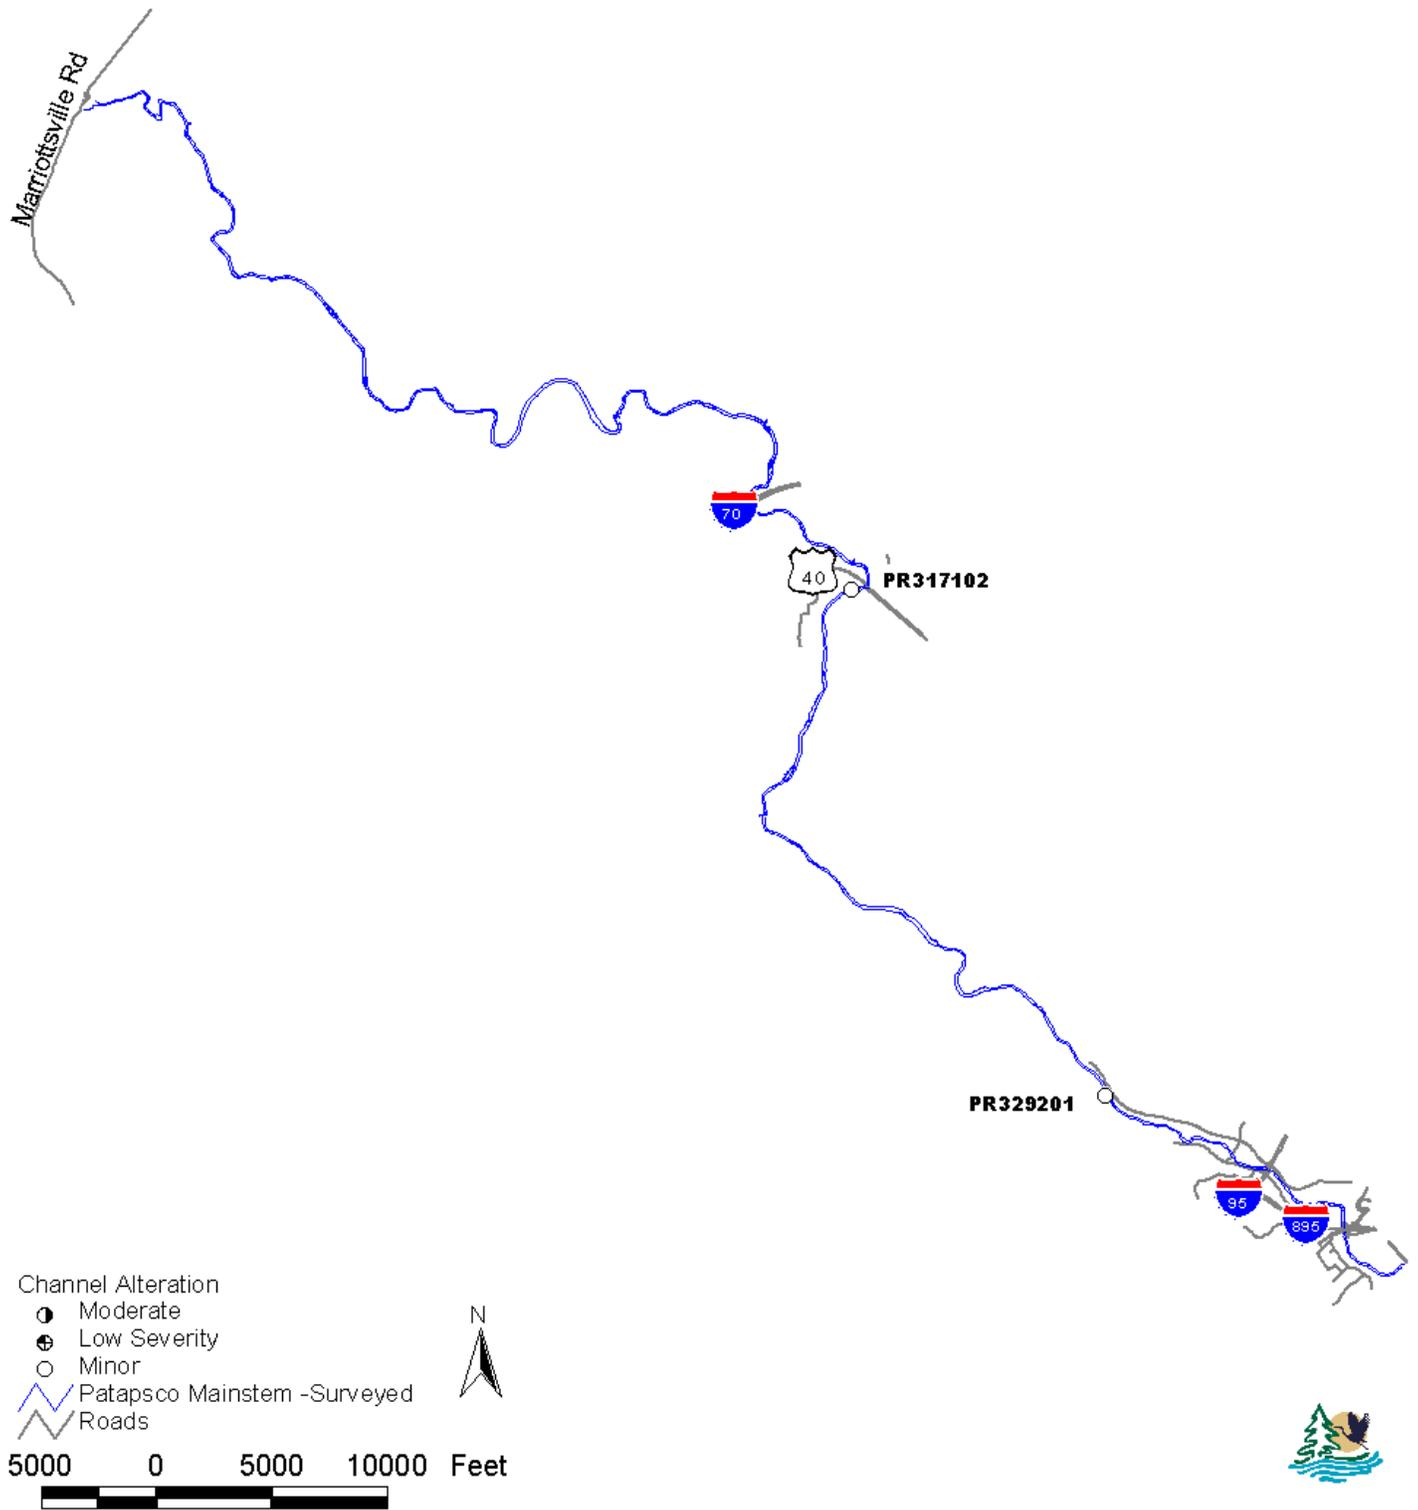 Marriottsville Rd
70
40
PR317102
PR329201
95
895
Channel Alteration
Moderate
Low Severity
Minor
Patapsco Mainstem -Surveyed
Roads
N
5000 0 5000 10000 Feet